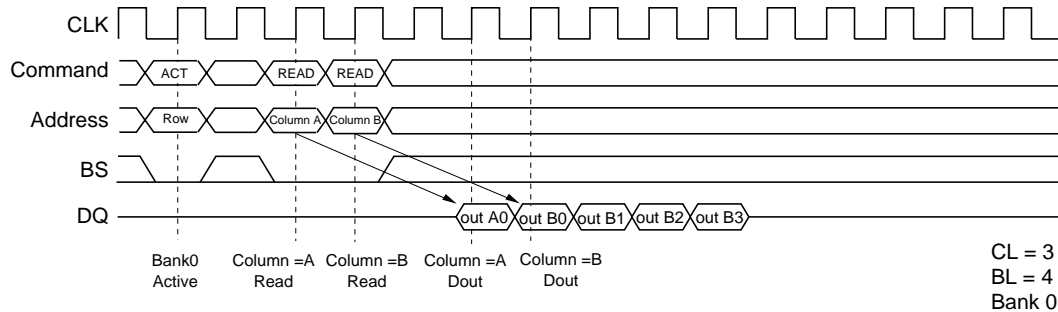 CLK
Command ACT READ READ
Address Row Column A Column B
BS
DQ out A0 out B0 out B1 out B2 out B3
Bank0 Column =A Column =B Column =A Column =B
Active Read Read Dout Dout
CL = 3
BL = 4
Bank 0